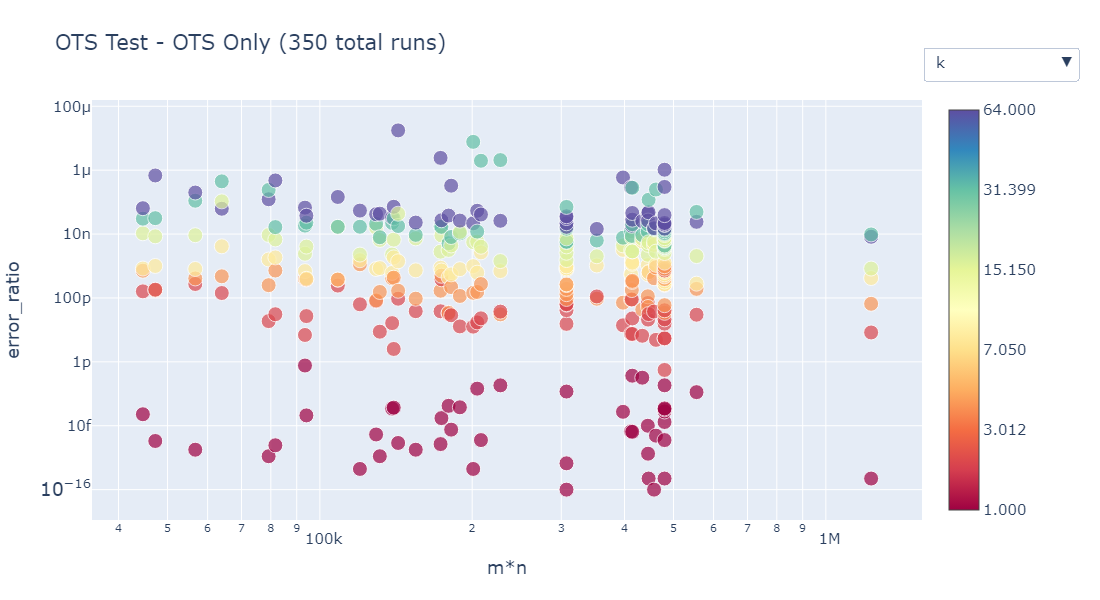 OTS Test - OTS Only (350 total runs)
k ▼
100μ
1μ
10n
100p
1p
10f
10⁻¹⁶
error_ratio
4 5 6 7 8 9 100k 2 3 4 5 6 7 8 9 1M
m*n
64.000
31.399
15.150
7.050
3.012
1.000